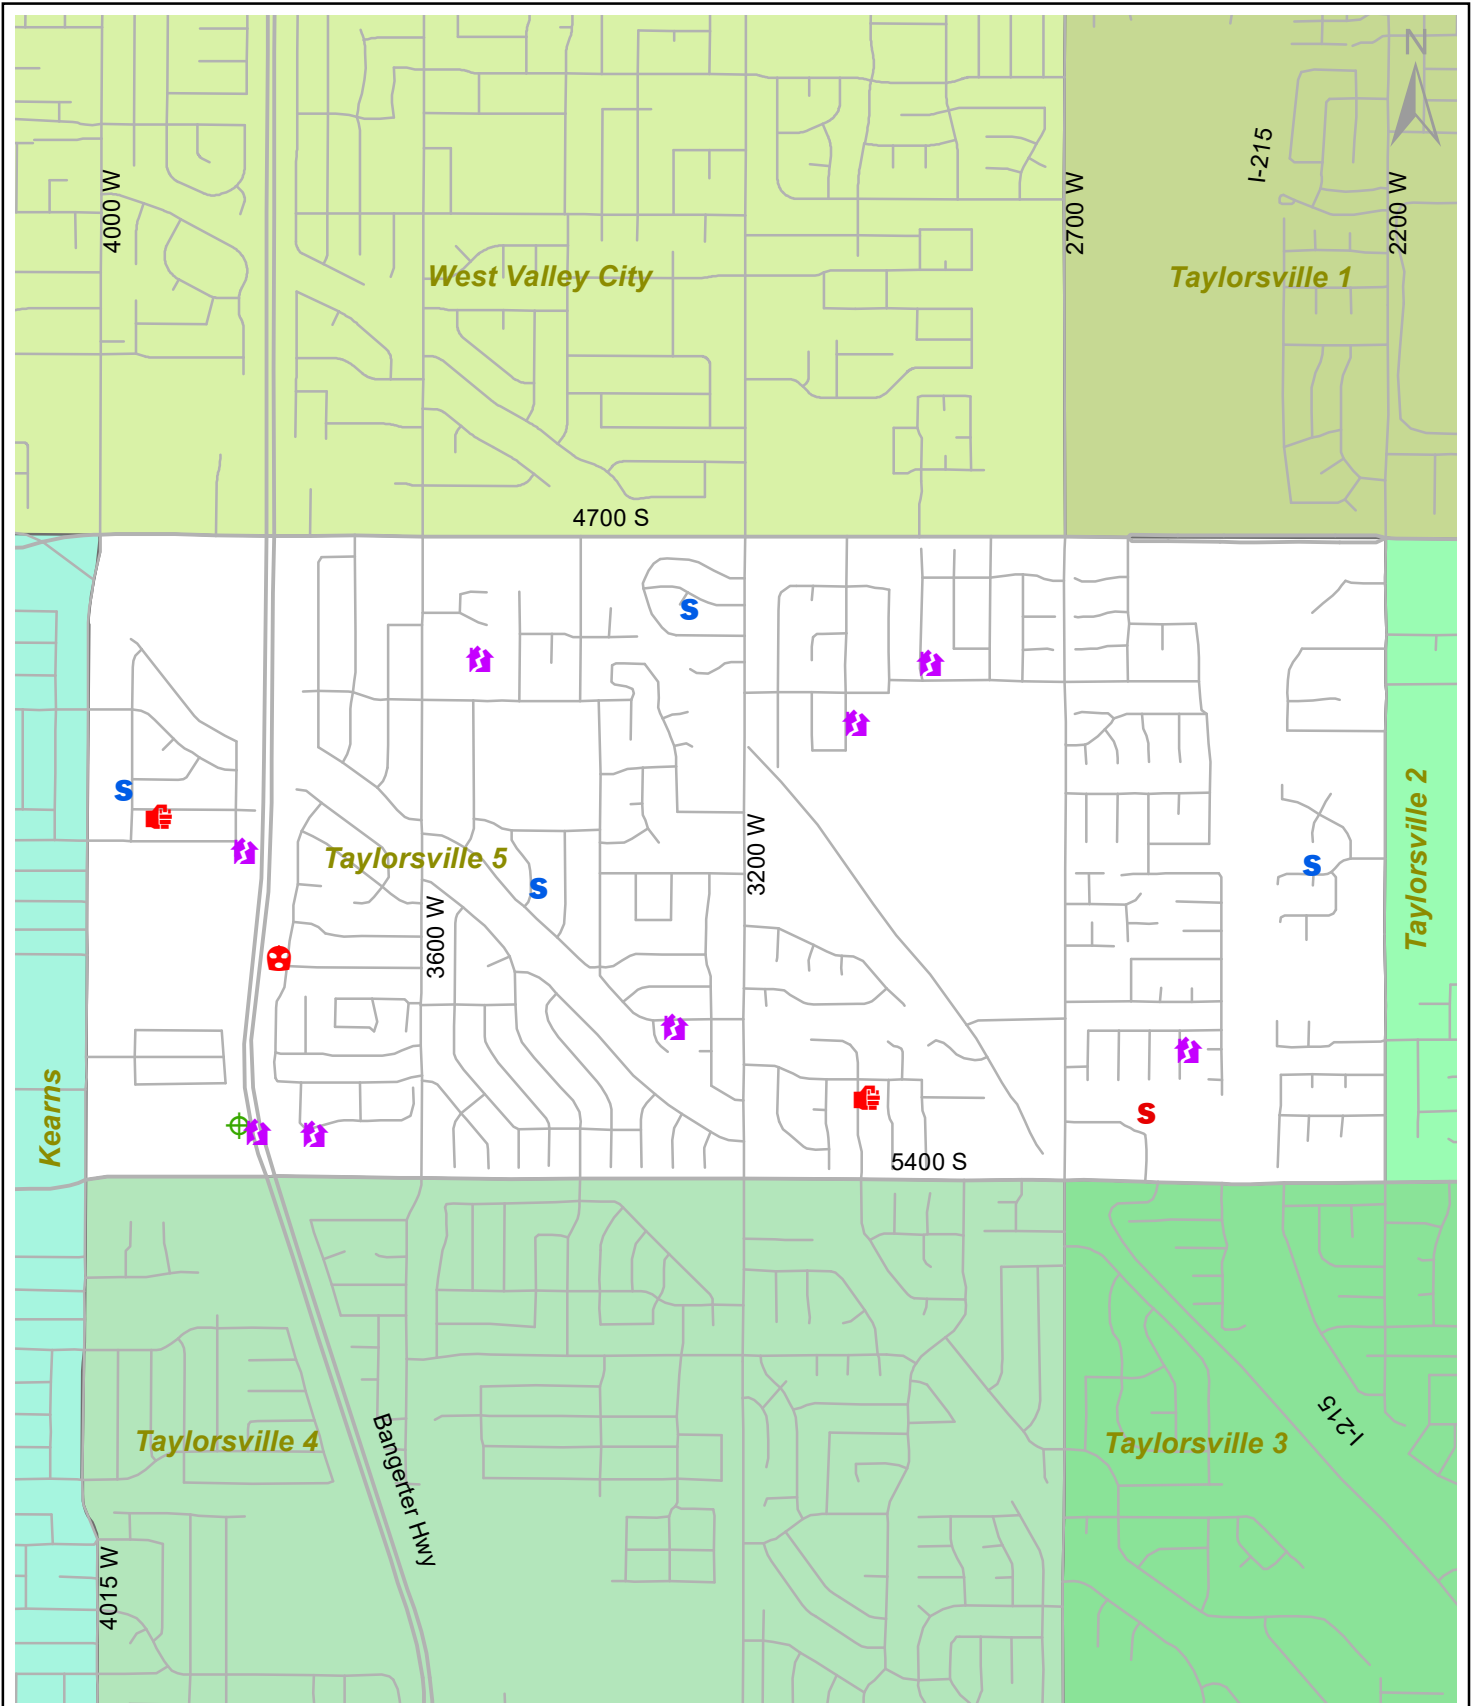 N
I-215
4000 W
2700 W
2200 W
West Valley City
Taylorsville 1
4700 S
S
S
Taylorsville 2
3200 W
Taylorsville 5
S
S
3600 W
Kearns
S
5400 S
Bangerter Hwy
I-215
Taylorsville 4
Taylorsville 3
4015 W